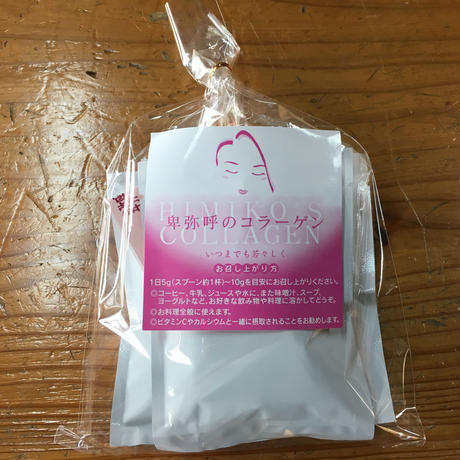 HIMIKO'S
COLLAGEN
卑弥呼のコラーゲン
いつまでも若々しく
お召し上がり方
1日5g(スプーン約1杯)~10gを目安にお召し上がりください。
◎コーヒー、牛乳、ジュースや水に、また味噌汁、スープ、
ヨーグルトなど、お好きな飲み物や料理に溶かしてどうぞ。
◎お料理全般に使えます。
◎ビタミンCやカルシウムと一緒に摂取されることをお勧めします。